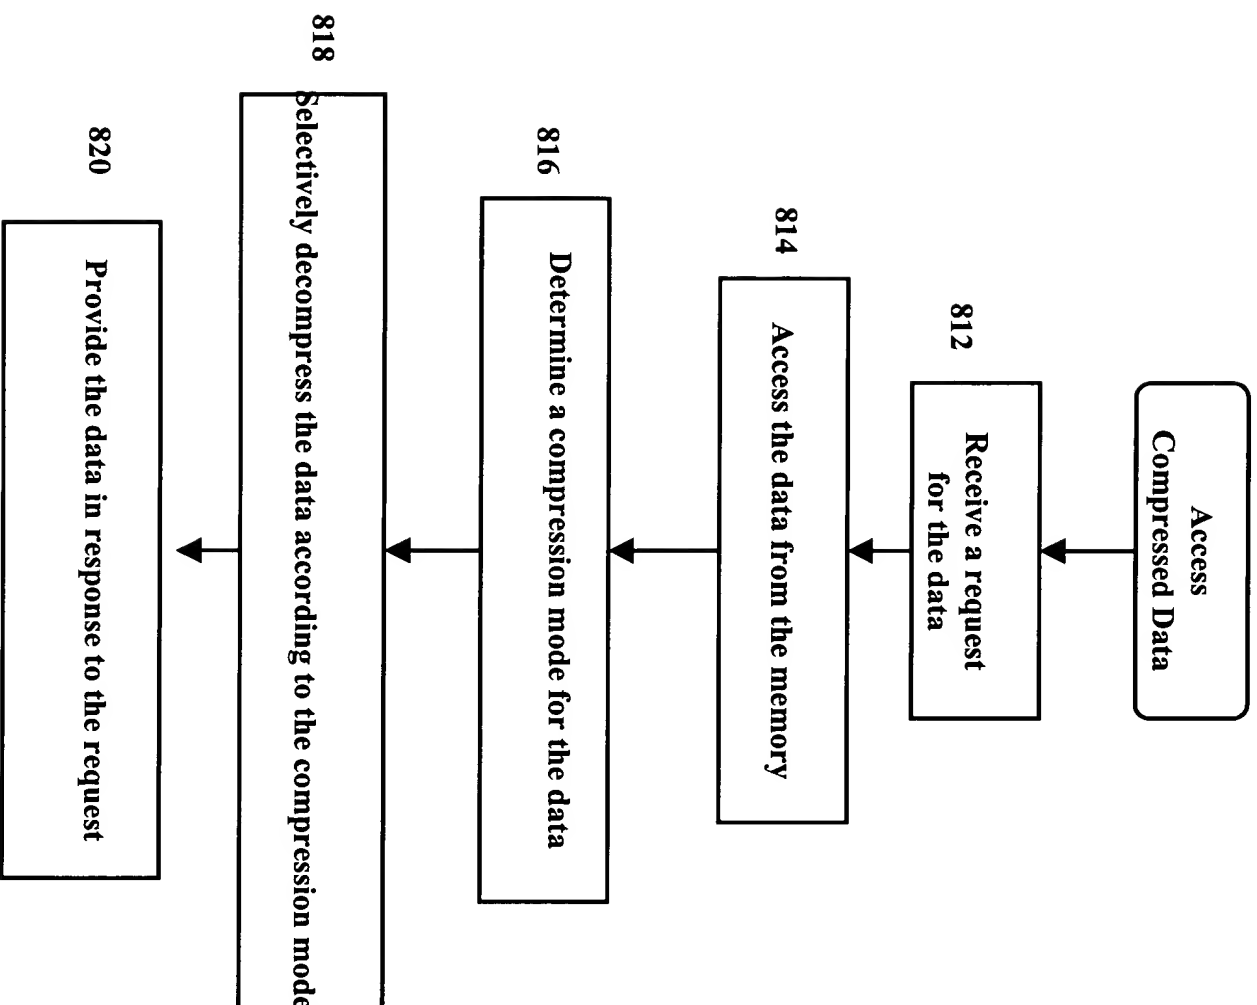 Access
Compressed Data
812
Receive a request
for the data
814
Access the data from the memory
816
Determine a compression mode for the data
818
Selectively decompress the data according to the compression mode
820
Provide the data in response to the request